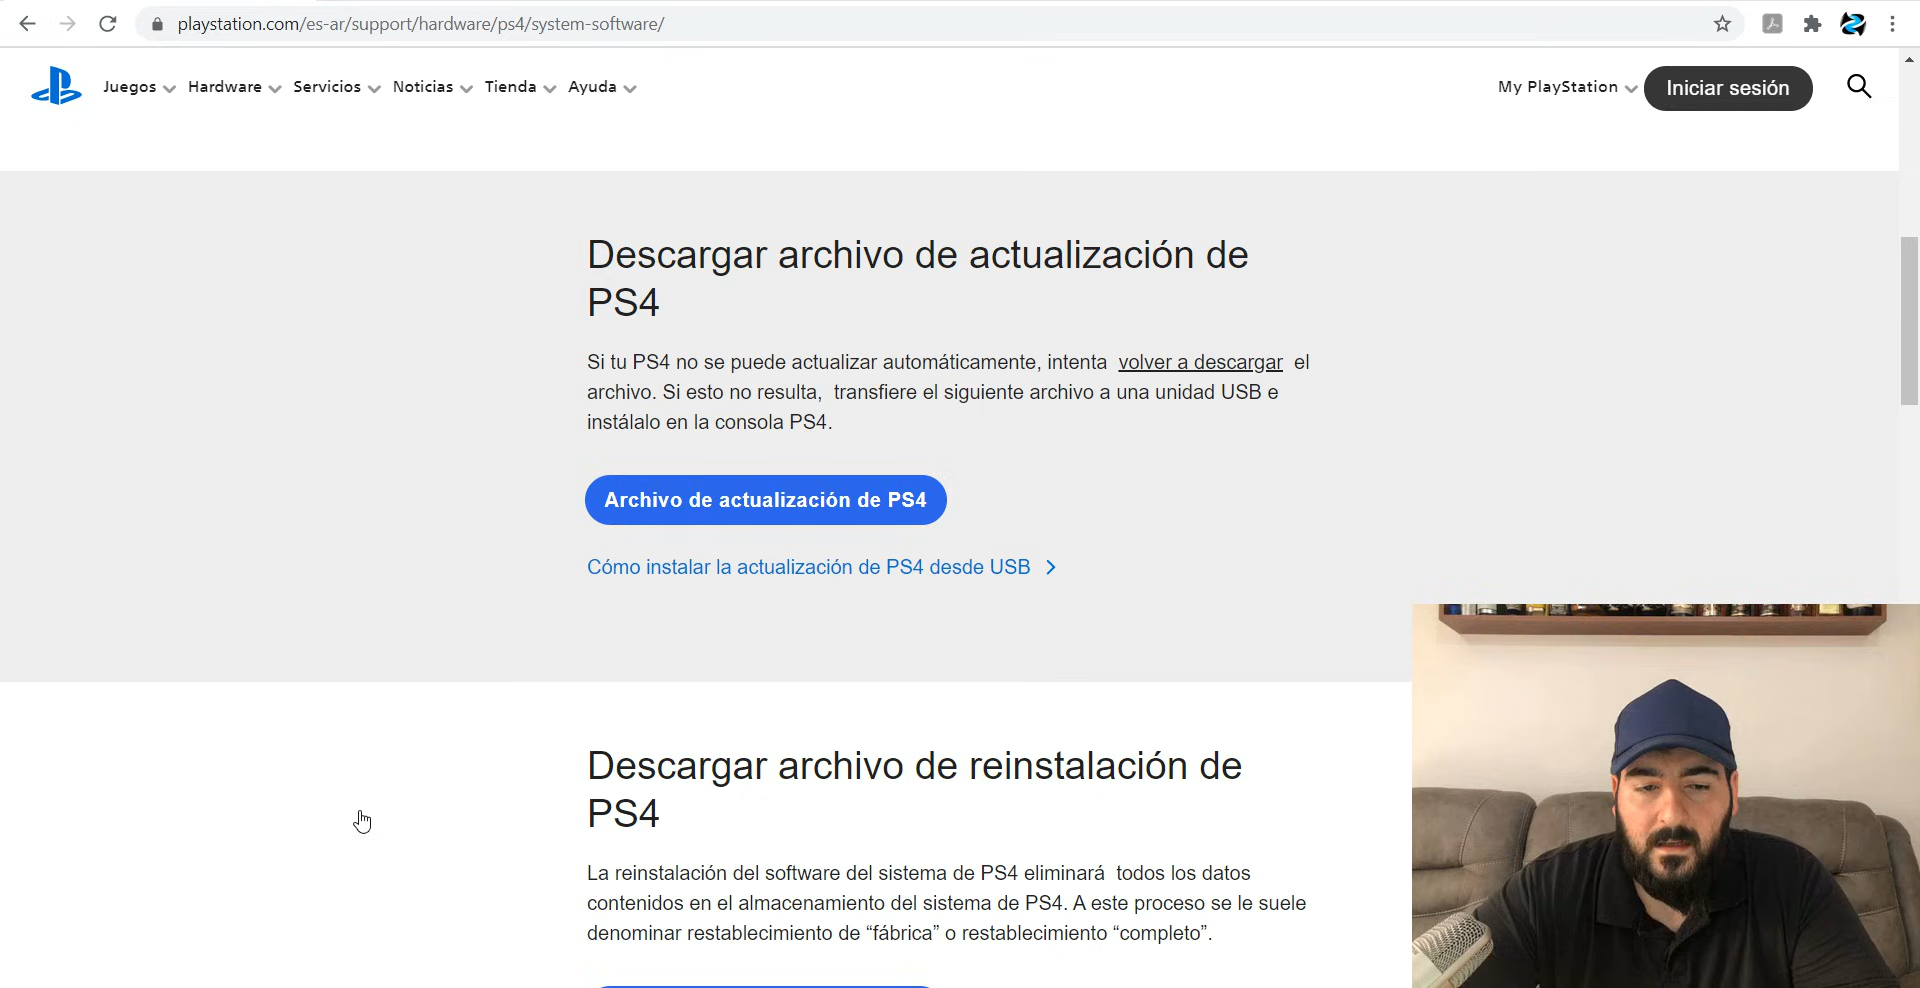 playstation.com/es-ar/support/hardware/ps4/system-software/
Juegos Hardware Servicios Noticias Tienda Ayuda My PlayStation Iniciar sesión
Descargar archivo de actualización de
PS4
Si tu PS4 no se puede actualizar automáticamente, intenta volver a descargar el
archivo. Si esto no resulta, transfiere el siguiente archivo a una unidad USB e
instálalo en la consola PS4.
Archivo de actualización de PS4
Cómo instalar la actualización de PS4 desde USB
Descargar archivo de reinstalación de
PS4
La reinstalación del software del sistema de PS4 eliminará todos los datos
contenidos en el almacenamiento del sistema de PS4. A este proceso se le suele
denominar restablecimiento de “fábrica” o restablecimiento “completo”.